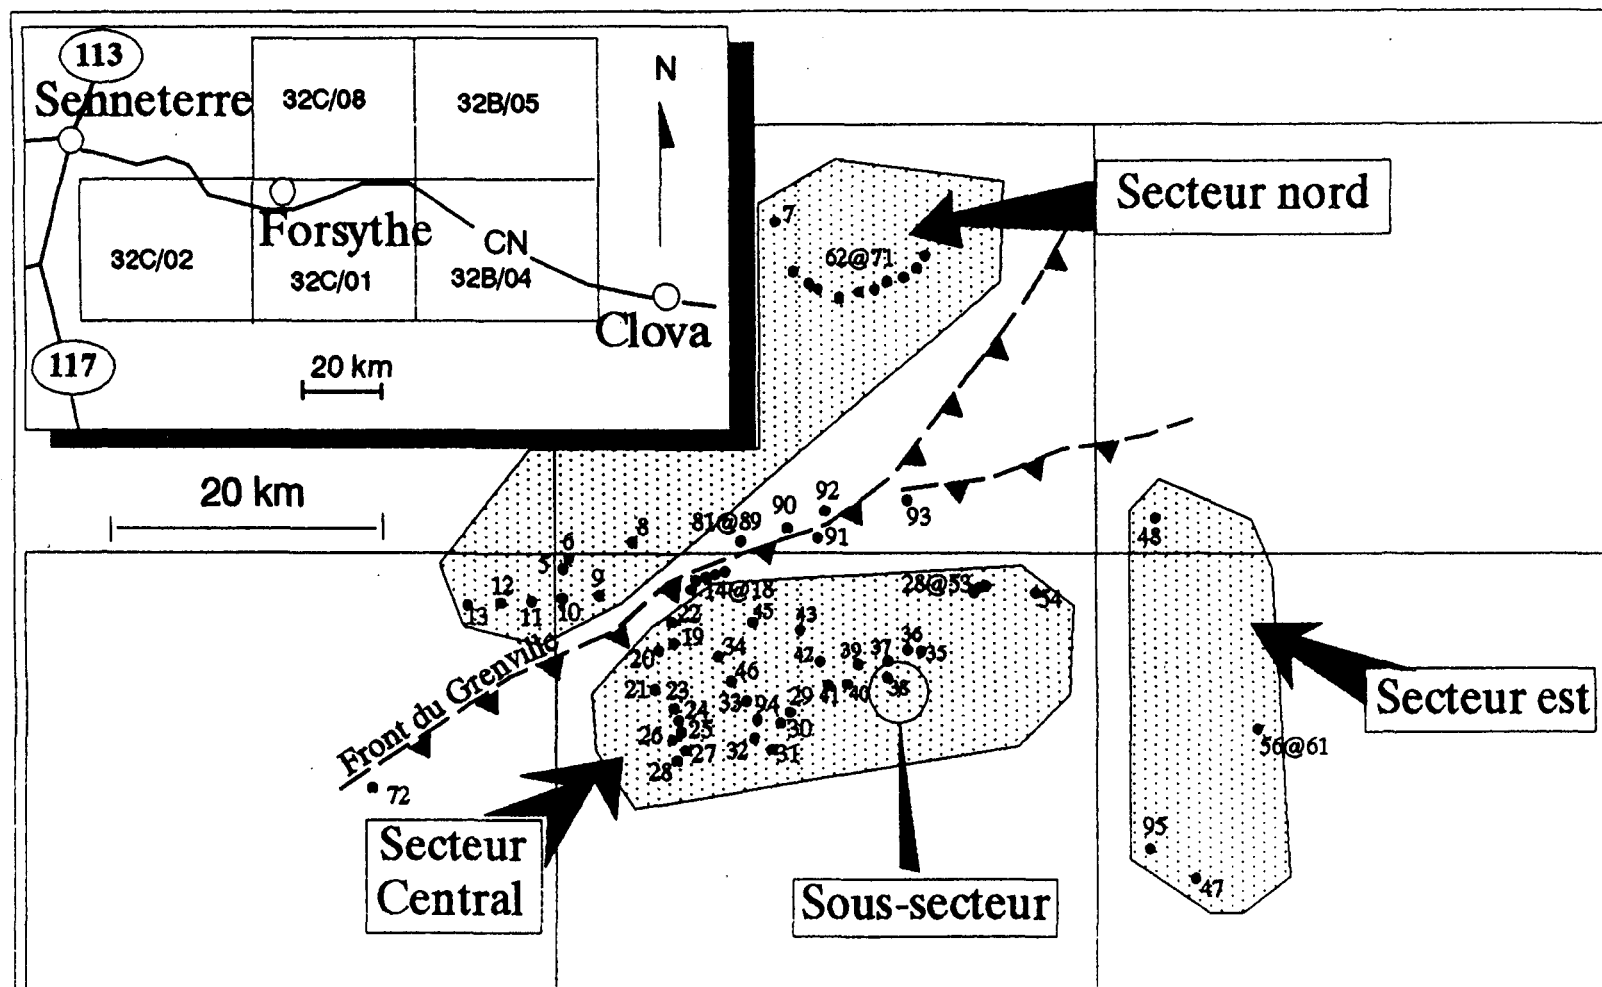 113
Senneterre
32C/08
32B/05
N
Forsythe
CN
32C/02
32C/01
32B/04
Clova
117
20 km
Secteur nord
7
62@71
20 km
92
90
93
81@89
91
8
6
5
48
12
9
13
11
10
14@18
28@53
54
22
45
43
19
20
34
42
39
37
36
35
46
21
23
33
94
29
41
40
38
24
25
30
26
27
32
31
28
Front du Grenville
72
Secteur est
56@61
95
47
Secteur
Central
Sous-secteur